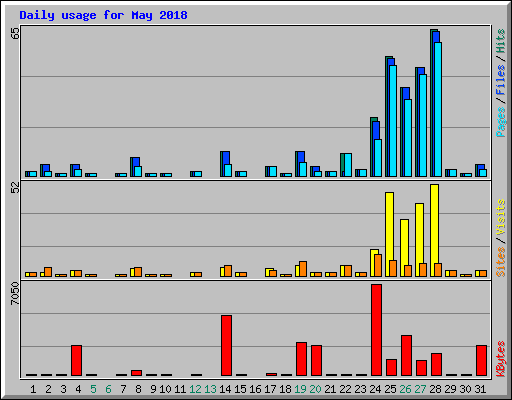 Daily usage for May 2018
65
Pages / Files / Hits
52
Sites / Visits
7050
KBytes
1 2 3 4 5 6 7 8 9 10 11 12 13 14 15 16 17 18 19 20 21 22 23 24 25 26 27 28 29 30 31